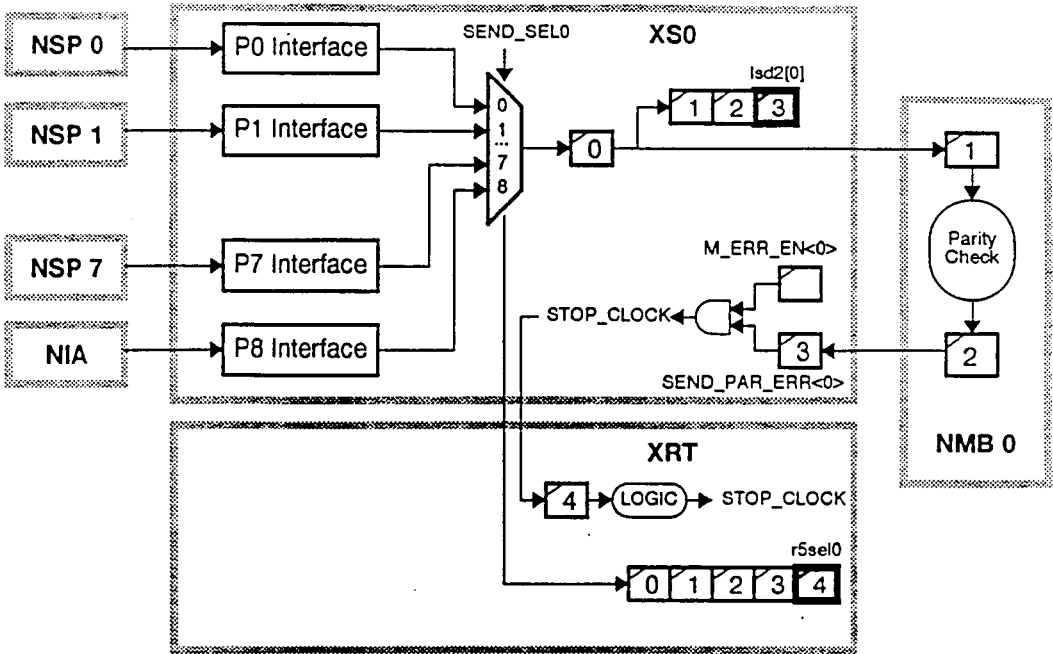 NSP 0
P0 Interface
SEND_SEL0
XS0
lsd2[0]
0
1
...
7
8
0
1 2 3
NSP 1
P1 Interface
1
Parity
Check
2
NMB 0
NSP 7
P7 Interface
M_ERR_EN<0>
STOP_CLOCK
3
SEND_PAR_ERR<0>
NIA
P8 Interface
XRT
4
LOGIC
STOP_CLOCK
r5sel0
0 1 2 3 4